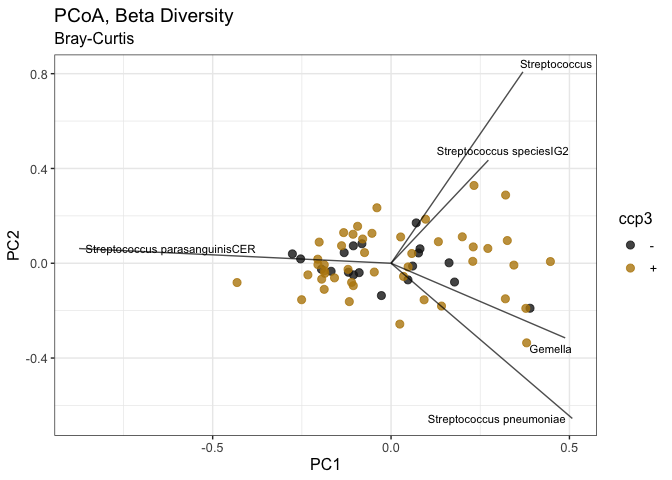 PCoA, Beta Diversity
Bray-Curtis
0.8
0.4
0.0
-0.4
PC2
Streptococcus
Streptococcus speciesIG2
Streptococcus parasanguinisCER
Gemella
Streptococcus pneumoniae
-0.5
0.0
0.5
PC1
ccp3
-
+